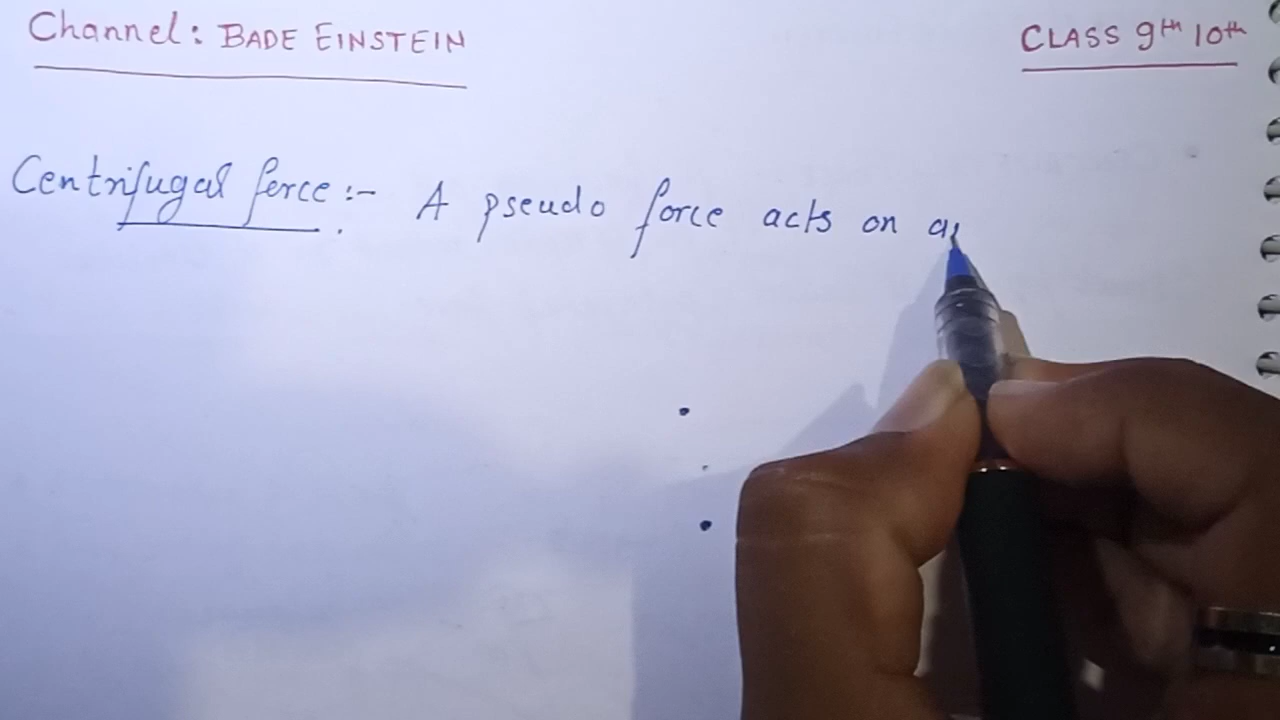 Channel: BADE EINSTEIN
CLASS 9th 10th
Centrifugal force :- A pseudo force acts on